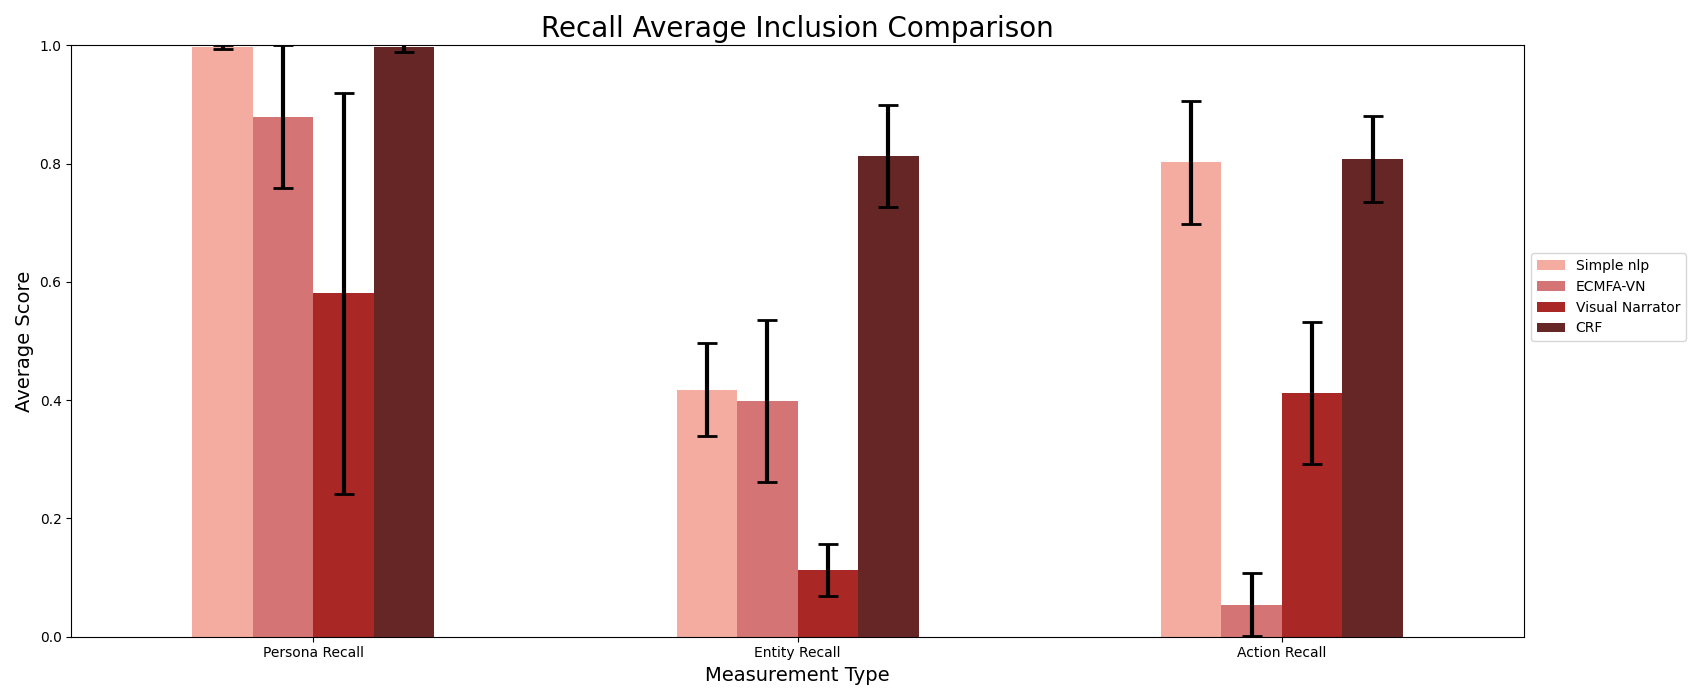 Recall Average Inclusion Comparison
1.0
0.8
0.6
0.4
0.2
0.0
Average Score
Persona Recall
Entity Recall
Action Recall
Measurement Type
Simple nlp
ECMFA-VN
Visual Narrator
CRF